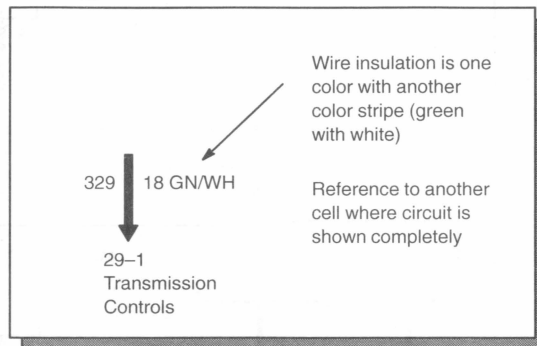 Wire insulation is one
color with another
color stripe (green
with white)
329 18 GN/WH
Reference to another
cell where circuit is
shown completely
29–1
Transmission
Controls